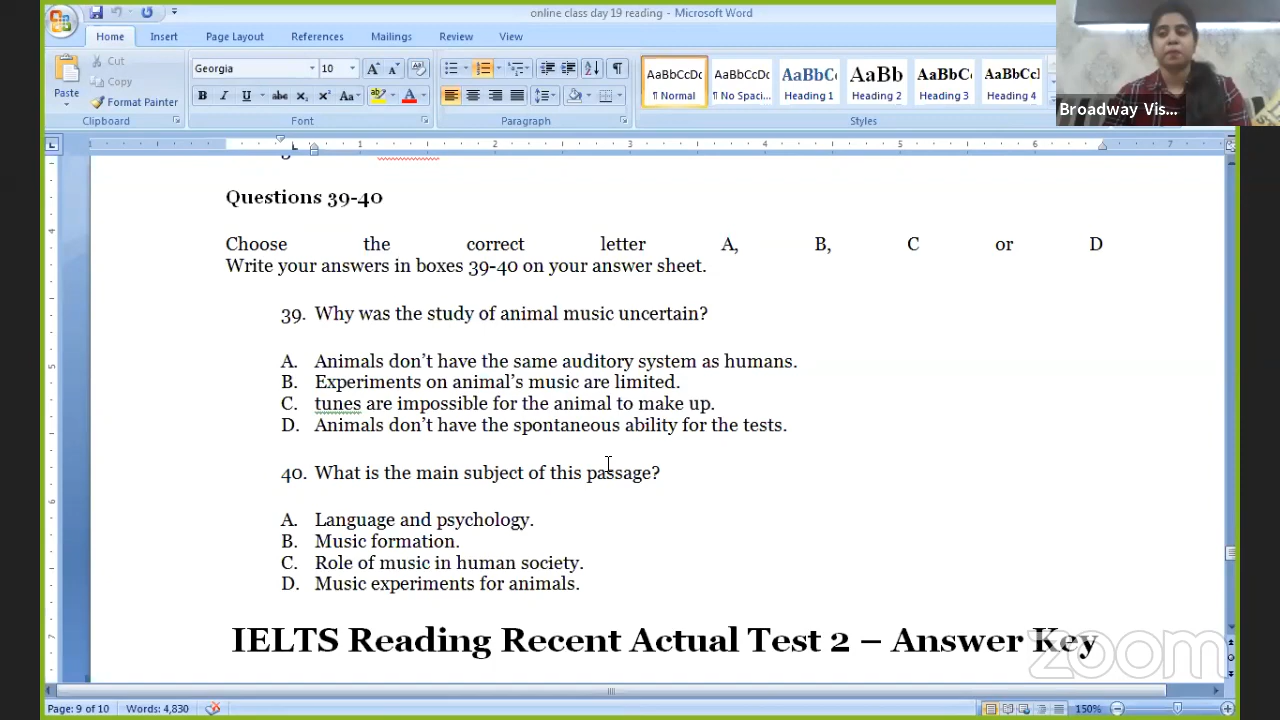 online class day 19 reading - Microsoft Word
Home Insert Page Layout References Mailings Review View
Paste
Cut
Copy
Format Painter
Clipboard
Georgia 10
Font
Paragraph
AaBbCcDc AaBbCcDc AaBbC AaBb AaBbC AaBbCcI
¶ Normal ¶ No Spaci... Heading 1 Heading 2 Heading 3 Heading 4
Styles
Broadway Vis...
Questions 39-40
Choose the correct letter A, B, C or D
Write your answers in boxes 39-40 on your answer sheet.
39. Why was the study of animal music uncertain?
A. Animals don’t have the same auditory system as humans.
B. Experiments on animal’s music are limited.
C. tunes are impossible for the animal to make up.
D. Animals don’t have the spontaneous ability for the tests.
40. What is the main subject of this passage?
A. Language and psychology.
B. Music formation.
C. Role of music in human society.
D. Music experiments for animals.
IELTS Reading Recent Actual Test 2 – Answer Key
zoom
Page: 9 of 10 Words: 4,830 150%